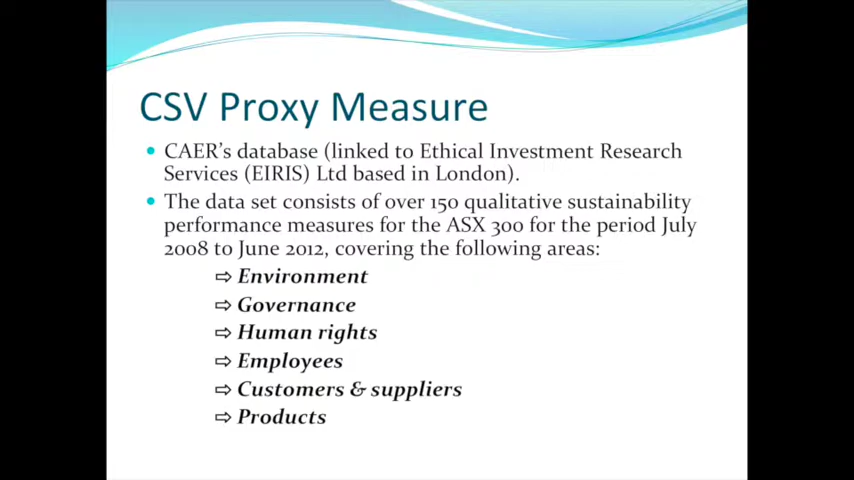 CSV Proxy Measure
• CAER's database (linked to Ethical Investment Research
Services (EIRIS) Ltd based in London).
• The data set consists of over 150 qualitative sustainability
performance measures for the ASX 300 for the period July
2008 to June 2012, covering the following areas:
⇨ Environment
⇨ Governance
⇨ Human rights
⇨ Employees
⇨ Customers & suppliers
⇨ Products